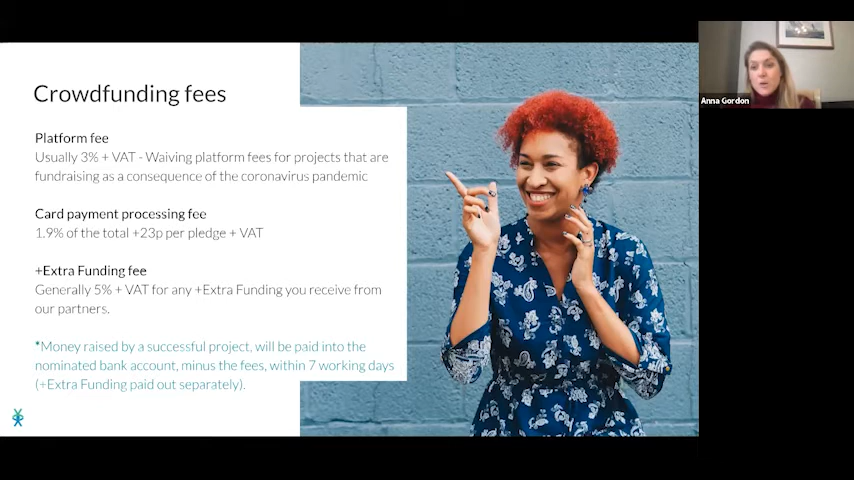 Crowdfunding fees
Platform fee
Usually 3% + VAT - Waiving platform fees for projects that are
fundraising as a consequence of the coronavirus pandemic
Card payment processing fee
1.9% of the total +23p per pledge + VAT
+Extra Funding fee
Generally 5% + VAT for any +Extra Funding you receive from
our partners.
*Money raised by a successful project, will be paid into the
nominated bank account, minus the fees, within 7 working days
(+Extra Funding paid out separately).
Anna Gordon